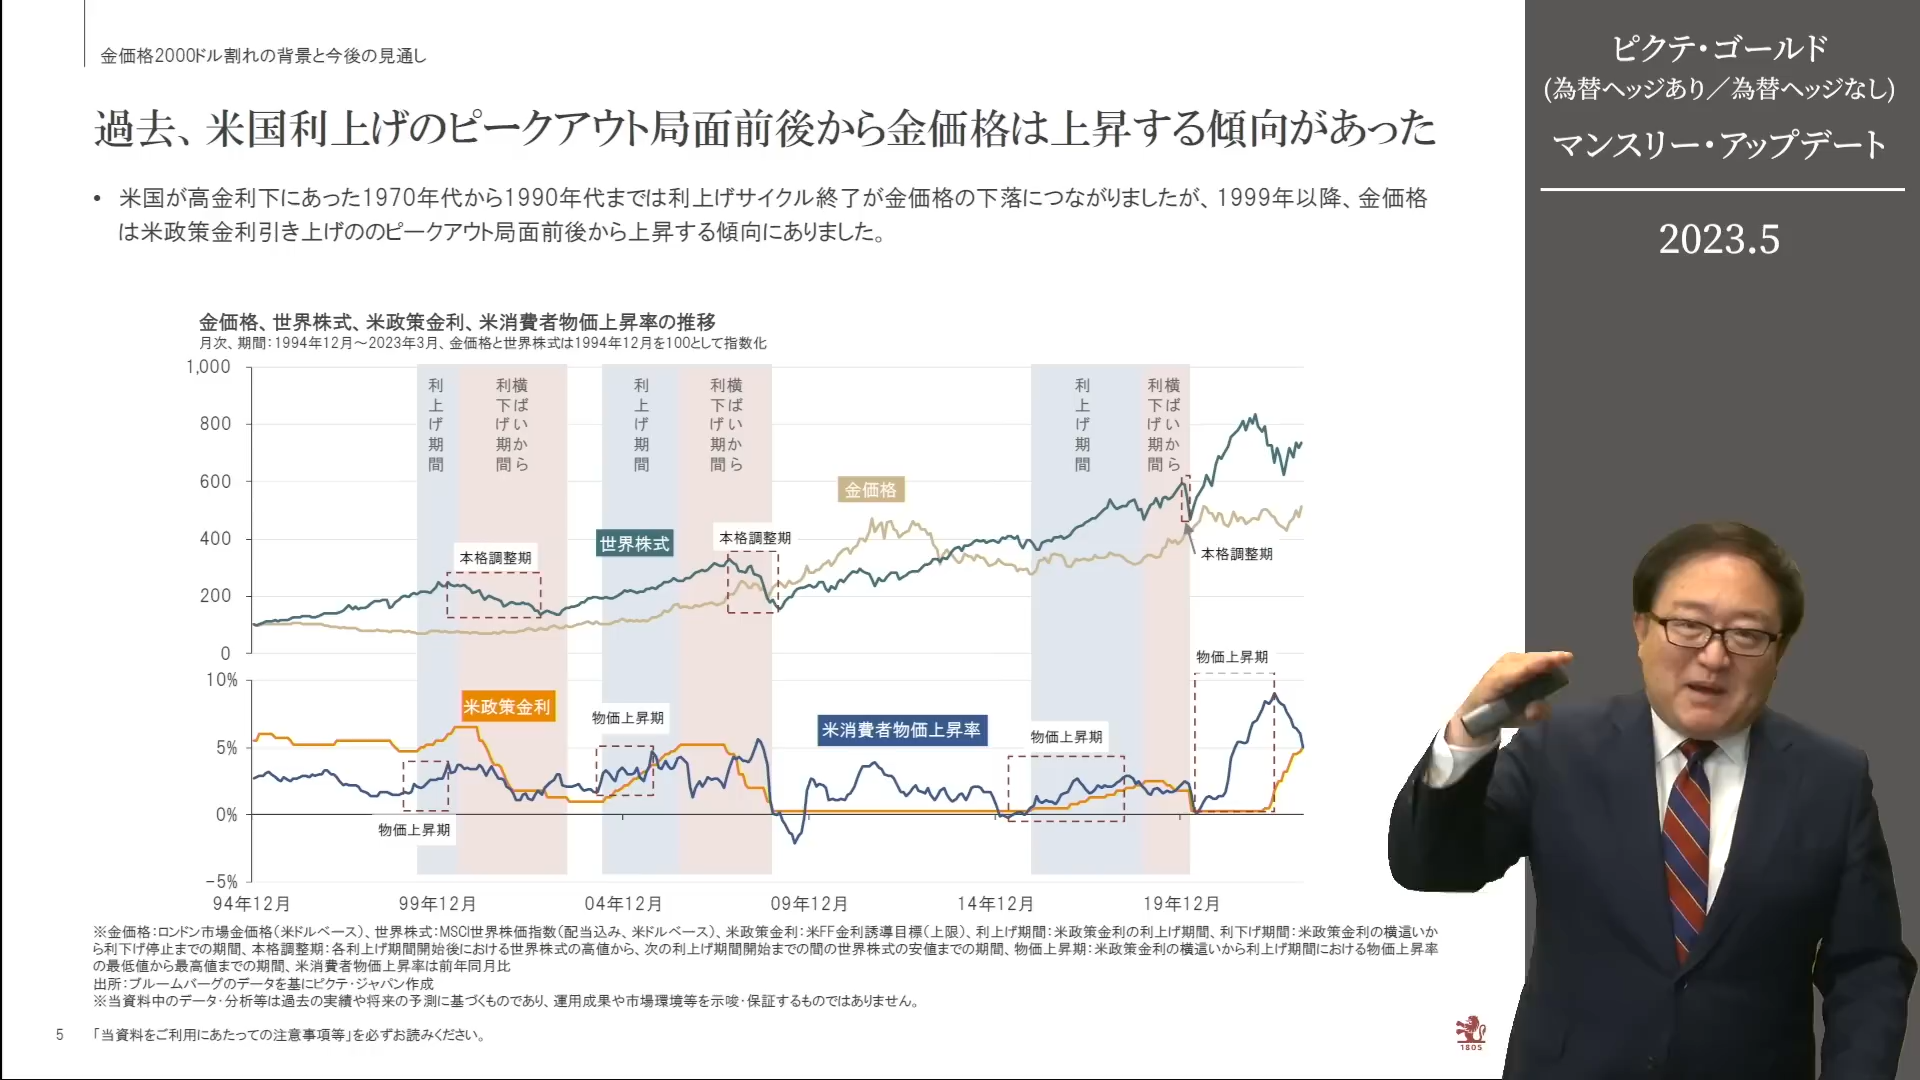 金価格2000ドル割れの背景と今後の見通し
過去、米国利上げのピークアウト局面前後から金価格は上昇する傾向があった
• 米国が高金利下にあった1970年代から1990年代までは利上げサイクル終了が金価格の下落につながりましたが、1999年以降、金価格
は米政策金利引き上げののピークアウト局面前後から上昇する傾向にありました。
金価格、世界株式、米政策金利、米消費者物価上昇率の推移
月次、期間：1994年12月～2023年3月、金価格と世界株式は1994年12月を100として指数化
1,000
800
600
400
200
0
利上げ期間
横ばいから
利下げ期間
利上げ期間
横ばいから
利下げ期間
利上げ期間
横ばいから
利下げ期間
金価格
世界株式
本格調整期
本格調整期
本格調整期
10%
5%
0%
-5%
米政策金利
米消費者物価上昇率
物価上昇期
物価上昇期
物価上昇期
物価上昇期
94年12月
99年12月
04年12月
09年12月
14年12月
19年12月
※金価格：ロンドン市場金価格（米ドルベース）、世界株式：MSCI世界株価指数（配当込み、米ドルベース）、米政策金利：米FF金利誘導目標（上限）、利上げ期間：米政策金利の利上げ期間、利下げ期間：米政策金利の横這いか
ら利下げ停止までの期間、本格調整期：各利上げ期間開始後における世界株式の高値から、次の利上げ期間開始までの間の世界株式の安値までの期間、物価上昇期：米政策金利の横這いから利上げ期間における物価上昇率
の最低値から最高値までの期間、米消費者物価上昇率は前年同月比
出所：ブルームバーグのデータを基にピクテ・ジャパン作成
※当資料中のデータ・分析等は過去の実績や将来の予測に基づくものであり、運用成果や市場環境等を示唆・保証するものではありません。
5
「当資料をご利用にあたっての注意事項等」を必ずお読みください。
1805
ピクテ・ゴールド
(為替ヘッジあり／為替ヘッジなし)
マンスリー・アップデート
2023.5